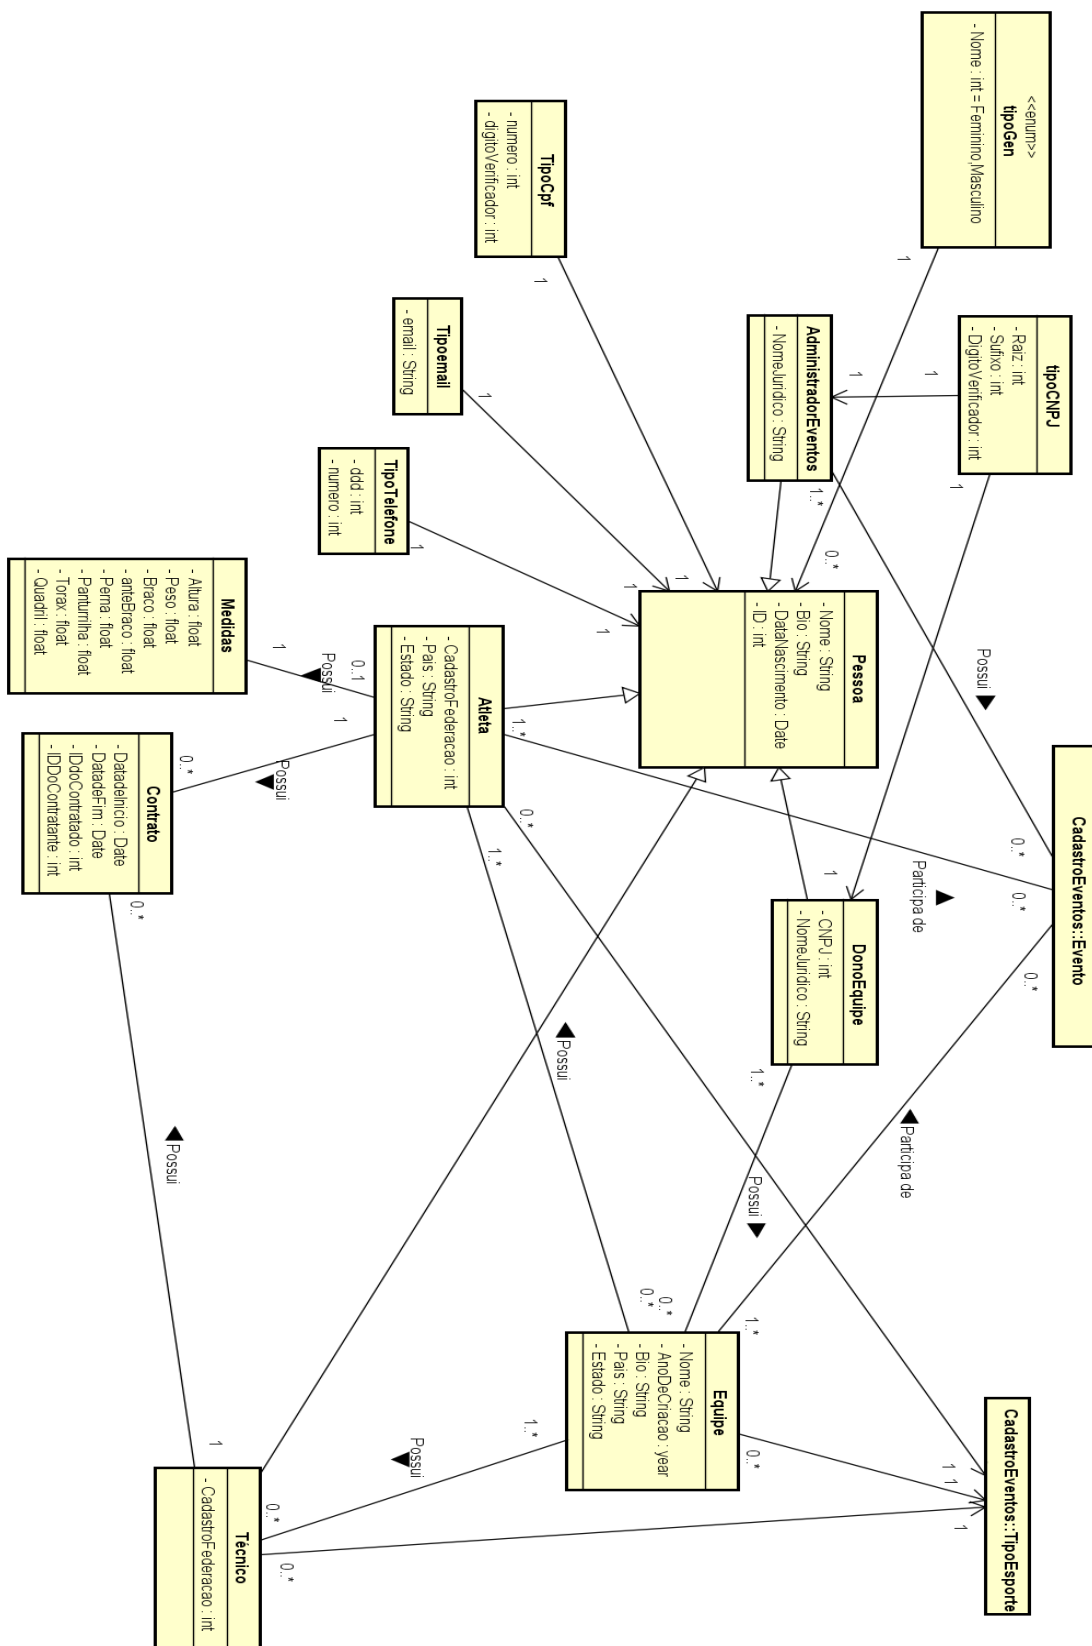 <<enum>>
tipoGen
- Nome : int = Feminino,Masculino
1
tipoCNPJ
- Raiz : int
- Sufixo : int
- DigitoVerificador : int
1
1
TipoCpf
- numero : int
- digitoVerificador : int
1
AdministradorEventos
- NomeJuridico : String
1
1..*
Tipoemail
- email : String
1
TipoTelefone
- ddd : int
- numero : int
1
Pessoa
- Nome : String
- Bio : String
- DataNascimento : Date
- ID : int
0..*
1
1
1
Possui
CadastroEventos::Evento
0..*
0..*
0..*
Participa de
Participa de
Medidas
- Altura : float
- Peso : float
- Braco : float
- anteBraco : float
- Perna : float
- Panturrilha : float
- Torax : float
- Quadril : float
1
Possui
0..1
Atleta
- CadastroFederacao : int
- Pais : String
- Estado : String
1..*
0..*
1..*
1
Possui
0..*
Contrato
- DatadeInicio : Date
- DatadeFim : Date
- IDdoContratado : int
- IDDoContratante : int
0..*
Possui
DonoEquipe
- CNPJ : int
- NomeJuridico : String
1
1..*
Possui
Possui
Equipe
- Nome : String
- AnoDeCriacao : year
- Bio : String
- Pais : String
- Estado : String
0..*
0..*
1..*
0..*
1..*
Possui
CadastroEventos::TipoEsporte
1
1
1
Técnico
- CadastroFederacao : int
1
0..*
0..*